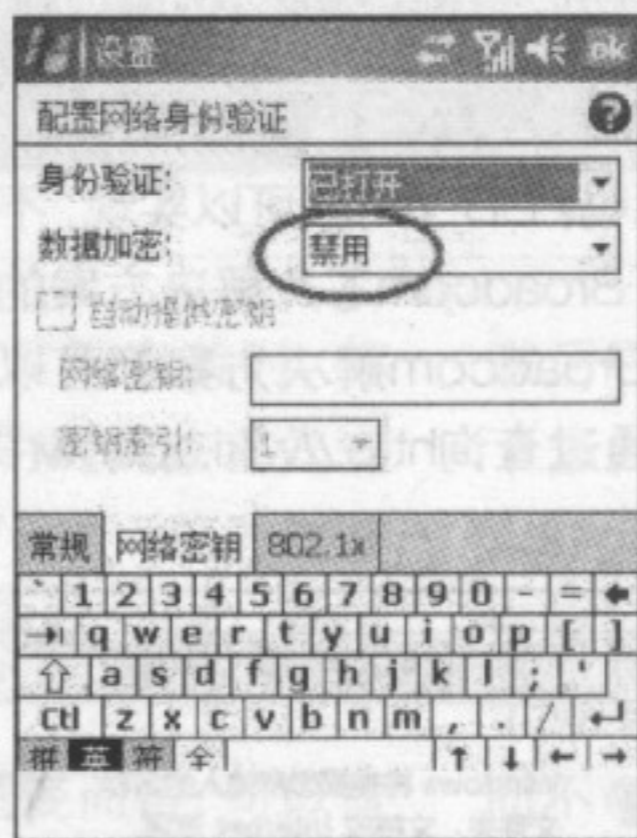 设置 ok
配置网络身份验证 ?
身份验证: 已打开
数据加密: 禁用
自动提供密钥
网络密钥:
密钥索引: 1
常规 网络密钥 802.1x
` 1 2 3 4 5 6 7 8 9 0 - =
q w e r t y u i o p [ ]
a s d f g h j k l ; '
Ctl z x c v b n m , . /
拼 英 符 全